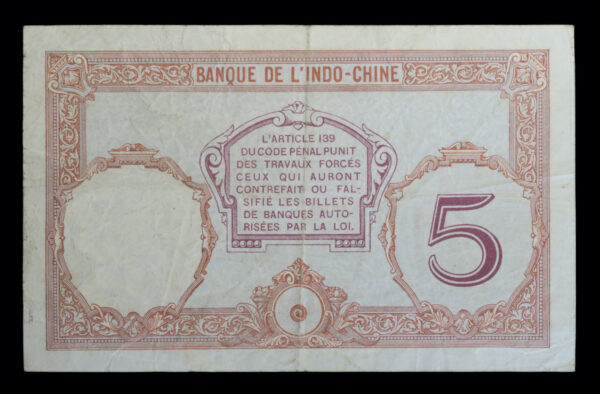 BANQUE DE L'INDO-CHINE
L'ARTICLE 139
DU CODE PÉNAL PUNIT
DES TRAVAUX FORCÉS
CEUX QUI AURONT
CONTREFAIT OU FAL-
SIFIÉ LES BILLETS
DE BANQUES AUTO-
RISÉES PAR LA LOI.
5